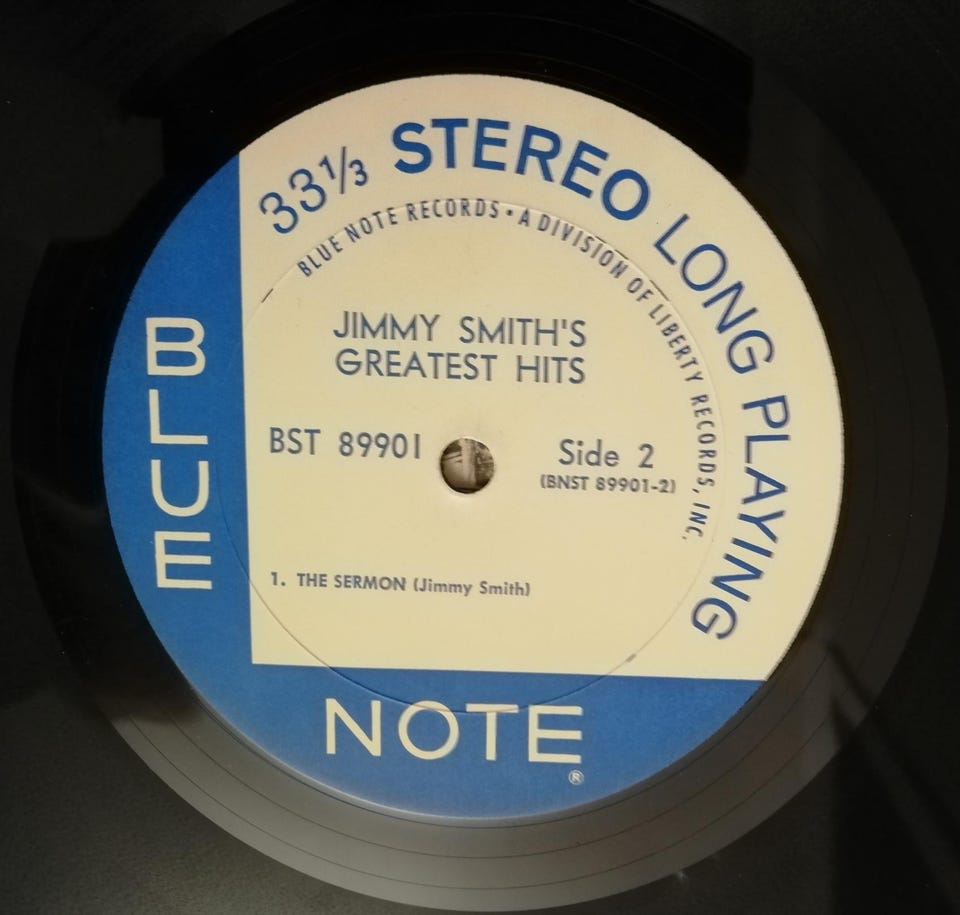 33⅓ STEREO LONG PLAYING
BLUE NOTE RECORDS • A DIVISION OF LIBERTY RECORDS, INC.
JIMMY SMITH'S
GREATEST HITS
BST 89901
Side 2
(BNST 89901-2)
1. THE SERMON (Jimmy Smith)
BLUE
NOTE
®